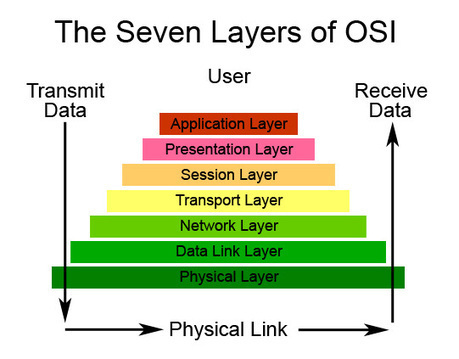 The Seven Layers of OSI
User
Transmit
Data
Receive
Data
Application Layer
Presentation Layer
Session Layer
Transport Layer
Network Layer
Data Link Layer
Physical Layer
Physical Link